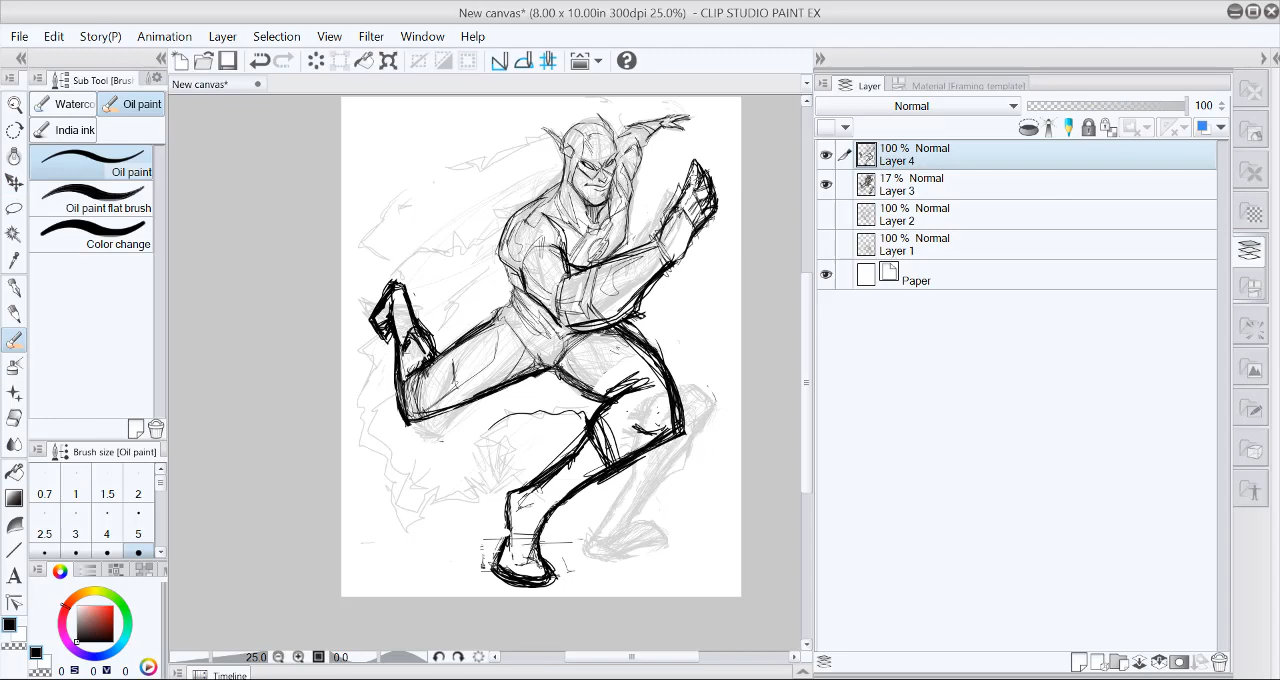 New canvas* (8.00 x 10.00in 300dpi 25.0%) - CLIP STUDIO PAINT EX
File Edit Story(P) Animation Layer Selection View Filter Window Help
Sub Tool [Brus
New canvas*
Layer
Material [Framing template]
Waterco
Oil paint
India ink
Normal 100
Oil paint
Oil paint flat brush
Color change
100 % Normal
Layer 4
17 % Normal
Layer 3
100 % Normal
Layer 2
100 % Normal
Layer 1
Paper
Brush size [Oil paint]
0.7 1 1.5 2
2.5 3 4 5
0 S 0 V 0
25.0 0.0
Timeline